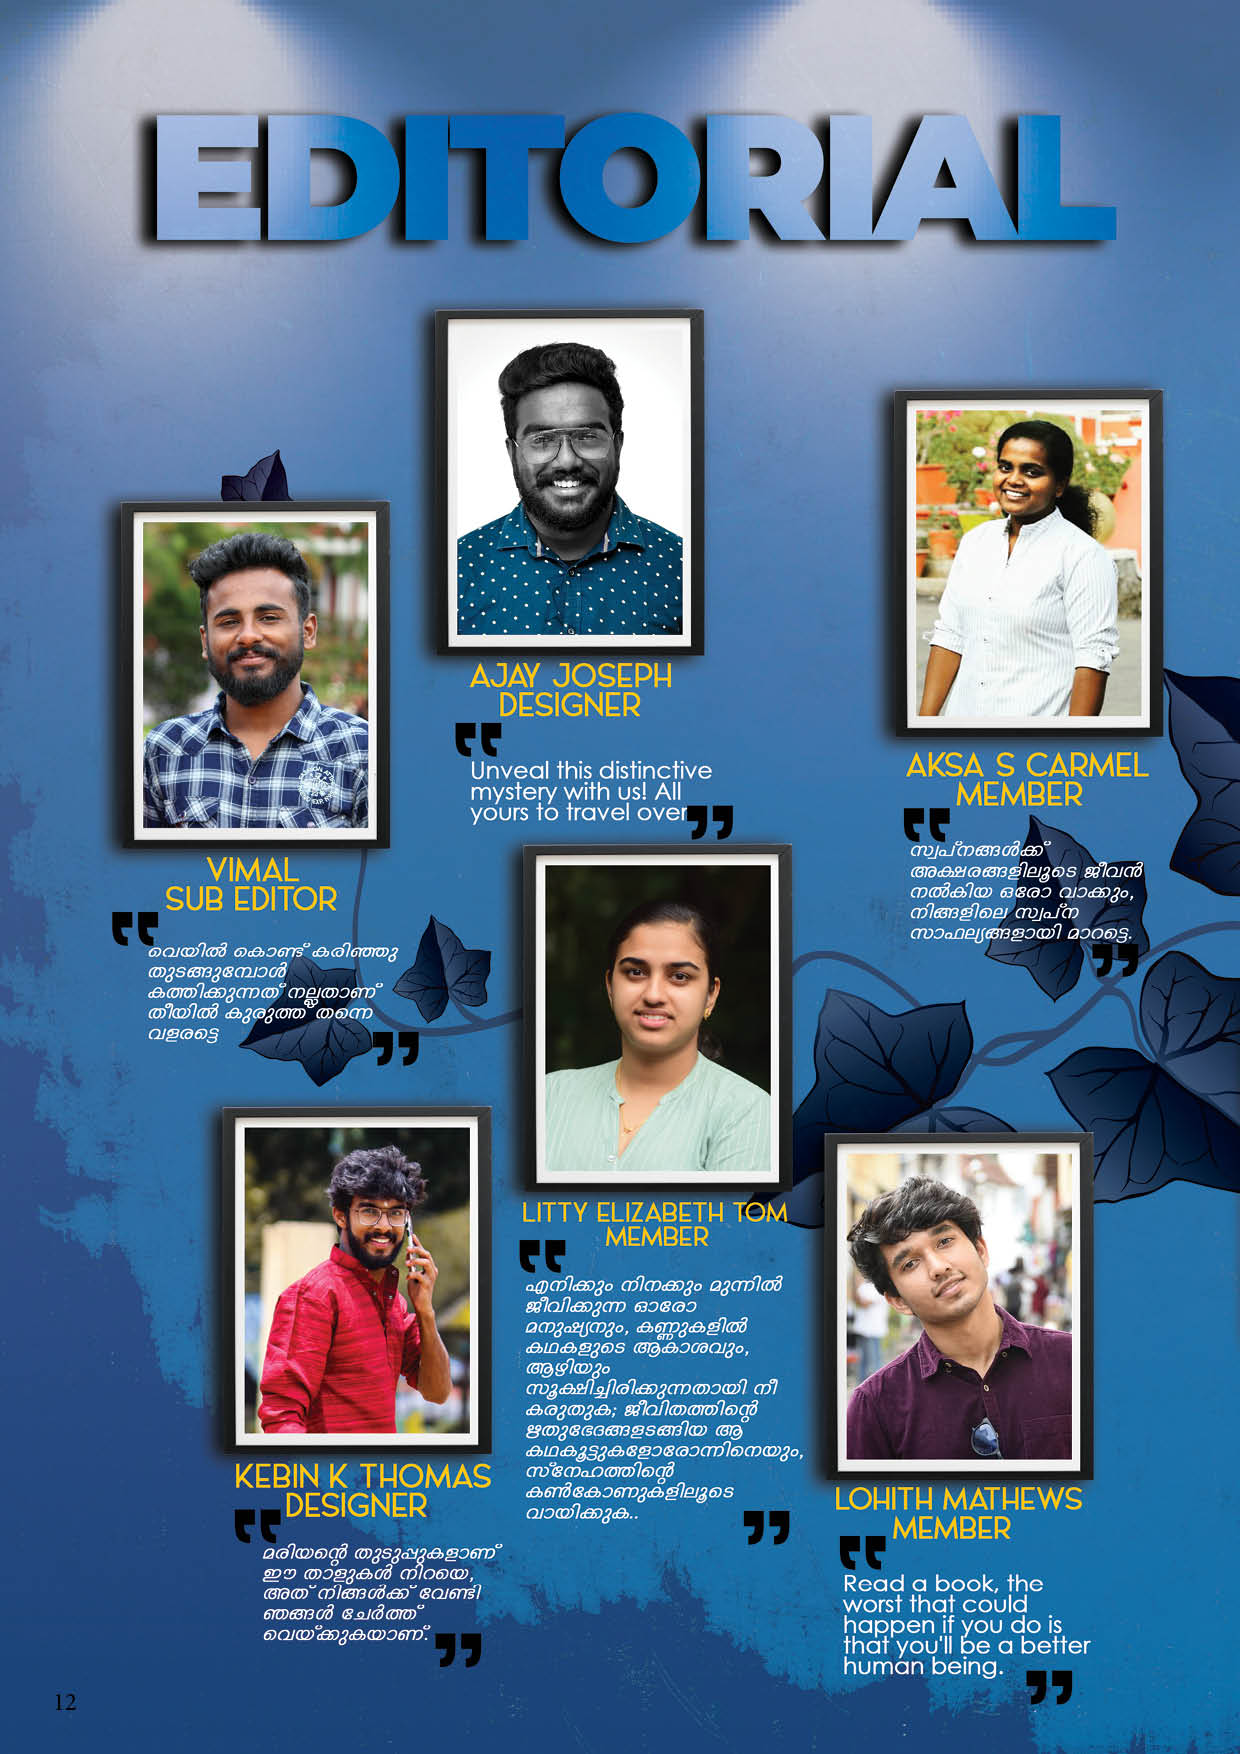 EDITORIAL
AJAY JOSEPH
DESIGNER
Unveal this distinctive
mystery with us! All
yours to travel over
AKSA S CARMEL
MEMBER
സ്വപ്നങ്ങൾക്ക്
അക്ഷരങ്ങളിലൂടെ ജീവൻ
നൽകിയ ഒരോ വാക്കും,
നിങ്ങളിലെ സ്വപ്ന
സാഫല്യങ്ങളായി മാറട്ടെ.
VIMAL
SUB EDITOR
വെയിൽ കൊണ്ട് കരിഞ്ഞു
തുടങ്ങുമ്പോൾ
കത്തിക്കുന്നത് നല്ലതാണ്
തീയിൽ കുരുത്ത് തന്നെ
വളരട്ടെ
LITTY ELIZABETH TOM
MEMBER
എനിക്കും നിനക്കും മുന്നിൽ
ജീവിക്കുന്ന ഓരോ
മനുഷ്യനും, കണ്ണുകളിൽ
കഥകളുടെ ആകാശവും,
ആഴിയും
സൂക്ഷിച്ചിരിക്കുന്നതായി നീ
കരുതുക; ജീവിതത്തിന്റെ
ഋതുഭേദങ്ങളടങ്ങിയ ആ
കഥകൂട്ടുകളോരോന്നിനെയും,
സ്നേഹത്തിന്റെ
കൺകോണുകളിലൂടെ
വായിക്കുക..
KEBIN K THOMAS
DESIGNER
മരിയന്റെ തുടുപ്പുകളാണ്
ഈ താളുകൾ നിറയെ,
അത് നിങ്ങൾക്ക് വേണ്ടി
ഞങ്ങൾ ചേർത്ത്
വെയ്ക്കുകയാണ്.
LOHITH MATHEWS
MEMBER
Read a book, the
worst that could
happen if you do is
that you'll be a better
human being.
12